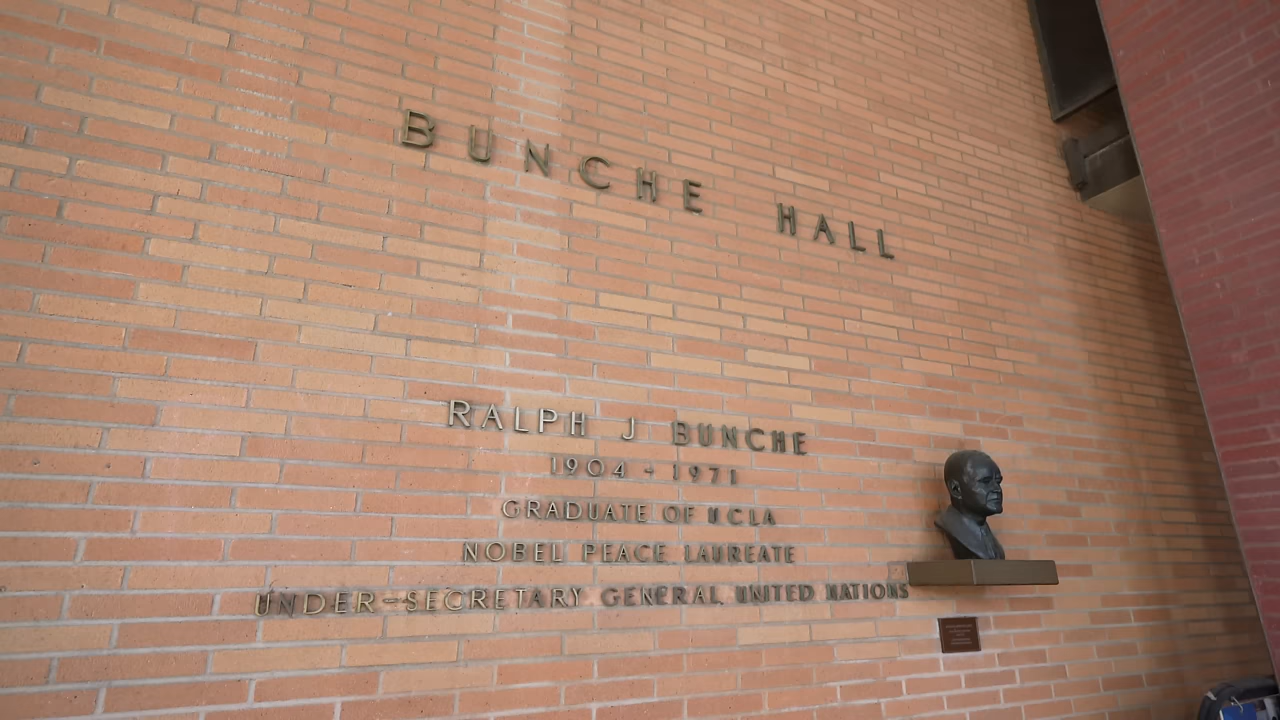 BUNCHE HALL
RALPH J BUNCHE
1904 - 1971
GRADUATE OF UCLA
NOBEL PEACE LAUREATE
UNDER-SECRETARY GENERAL UNITED NATIONS